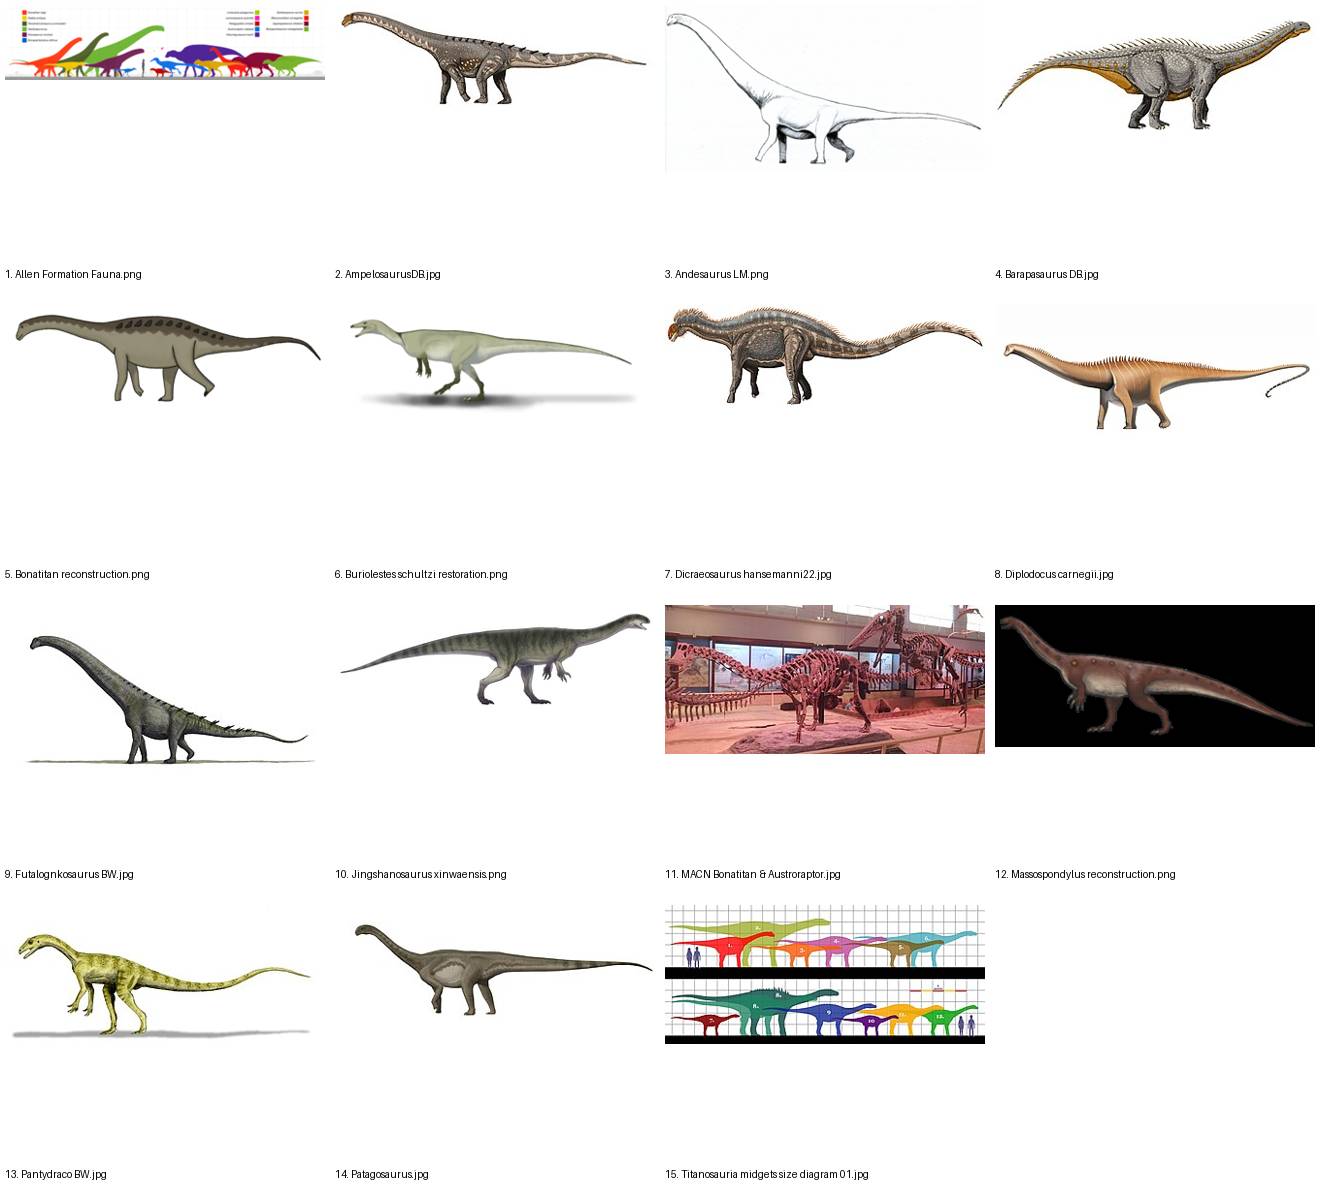 1. Allen Formation Fauna.png
2. AmpelosaurusDB.jpg
3. Andesaurus LM.png
4. Barapasaurus DB.jpg
5. Bonatitan reconstruction.png
6. Buriolestes schultzi restoration.png
7. Dicraeosaurus hansemanni22.jpg
8. Diplodocus carnegii.jpg
9. Futalognkosaurus BW.jpg
10. Jingshanosaurus xinwaensis.png
11. MACN Bonatitan & Austroraptor.jpg
12. Massospondylus reconstruction.png
13. Pantydraco BW.jpg
14. Patagosaurus.jpg
15. Titanosauria midgets size diagram 01.jpg